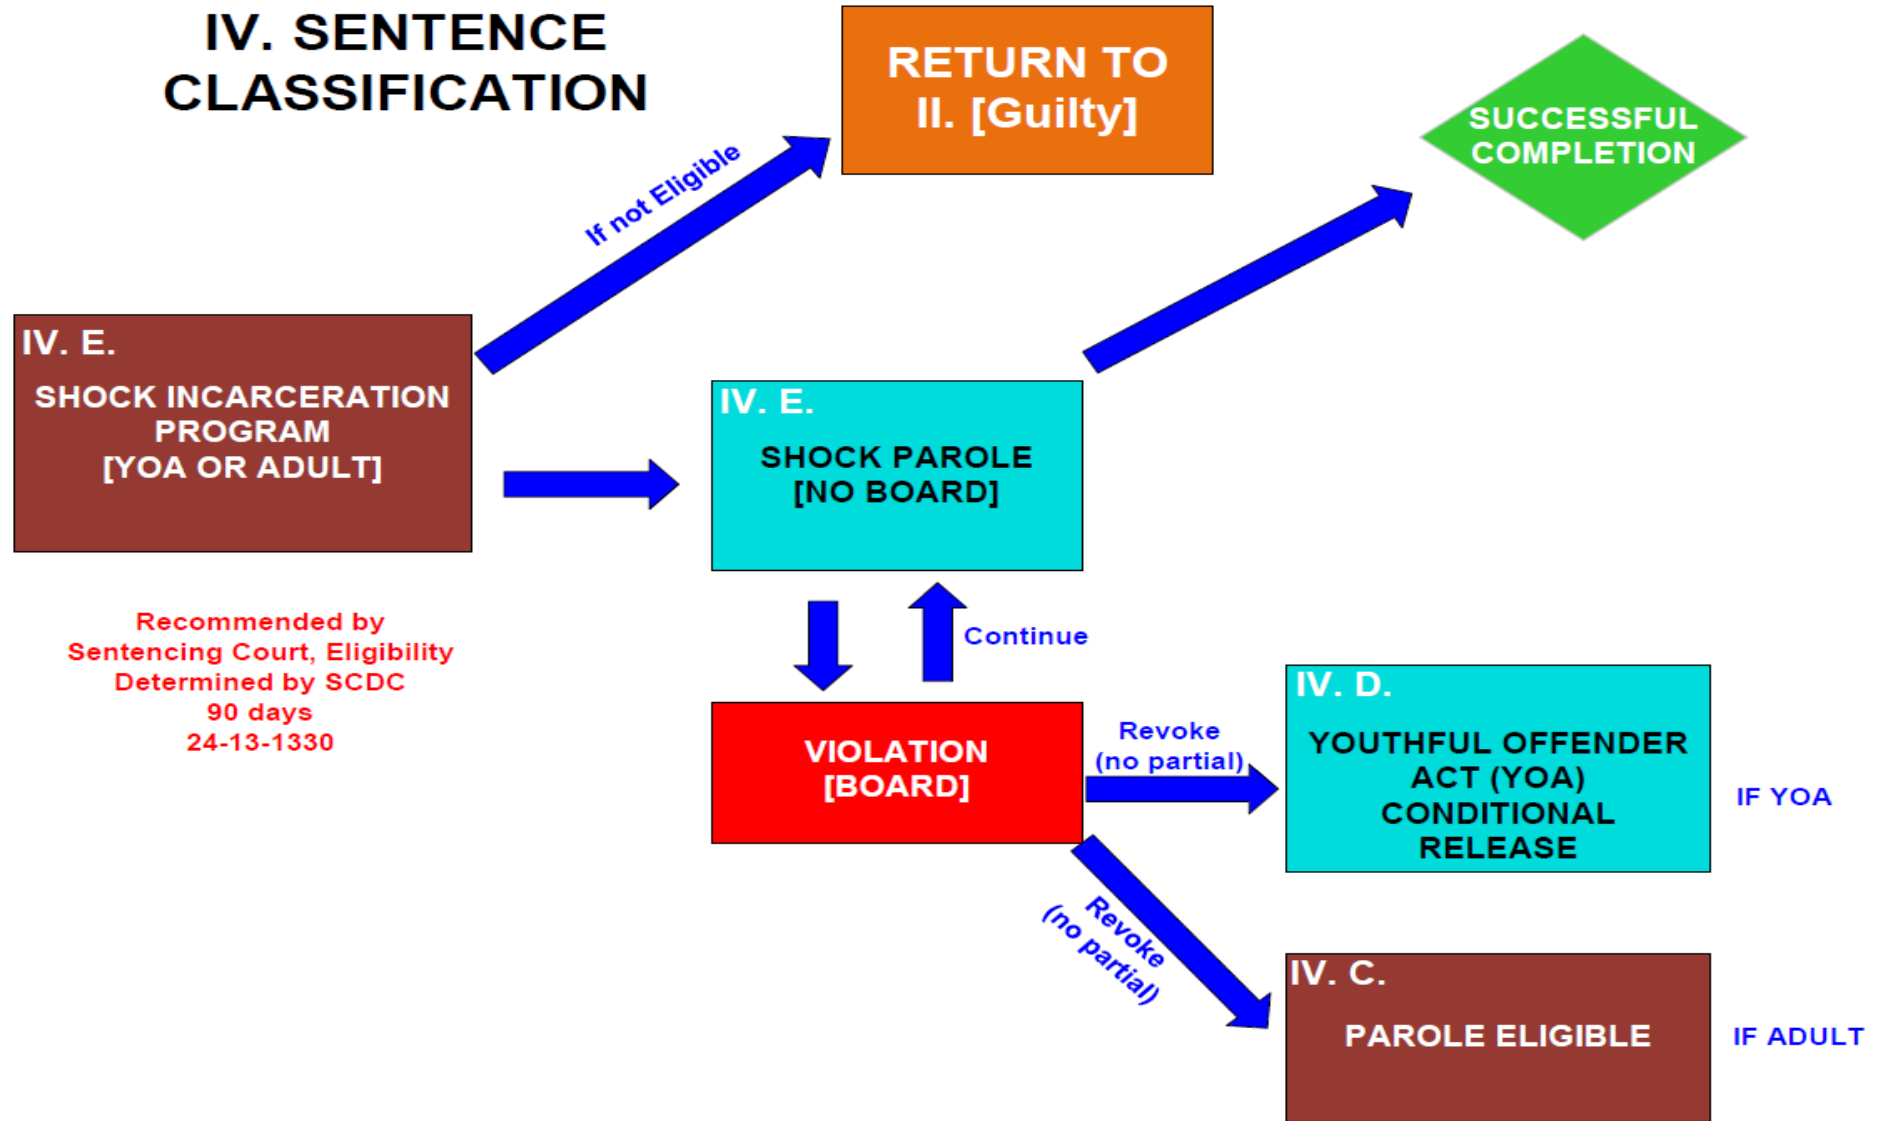 IV. SENTENCE
CLASSIFICATION
RETURN TO
II. [Guilty]
SUCCESSFUL
COMPLETION
If not Eligible
IV. E.
SHOCK INCARCERATION
PROGRAM
[YOA OR ADULT]
IV. E.
SHOCK PAROLE
[NO BOARD]
Recommended by
Sentencing Court, Eligibility
Determined by SCDC
90 days
24-13-1330
Continue
VIOLATION
[BOARD]
Revoke
(no partial)
IV. D.
YOUTHFUL OFFENDER
ACT (YOA)
CONDITIONAL
RELEASE
IF YOA
Revoke
(no partial)
IV. C.
PAROLE ELIGIBLE
IF ADULT